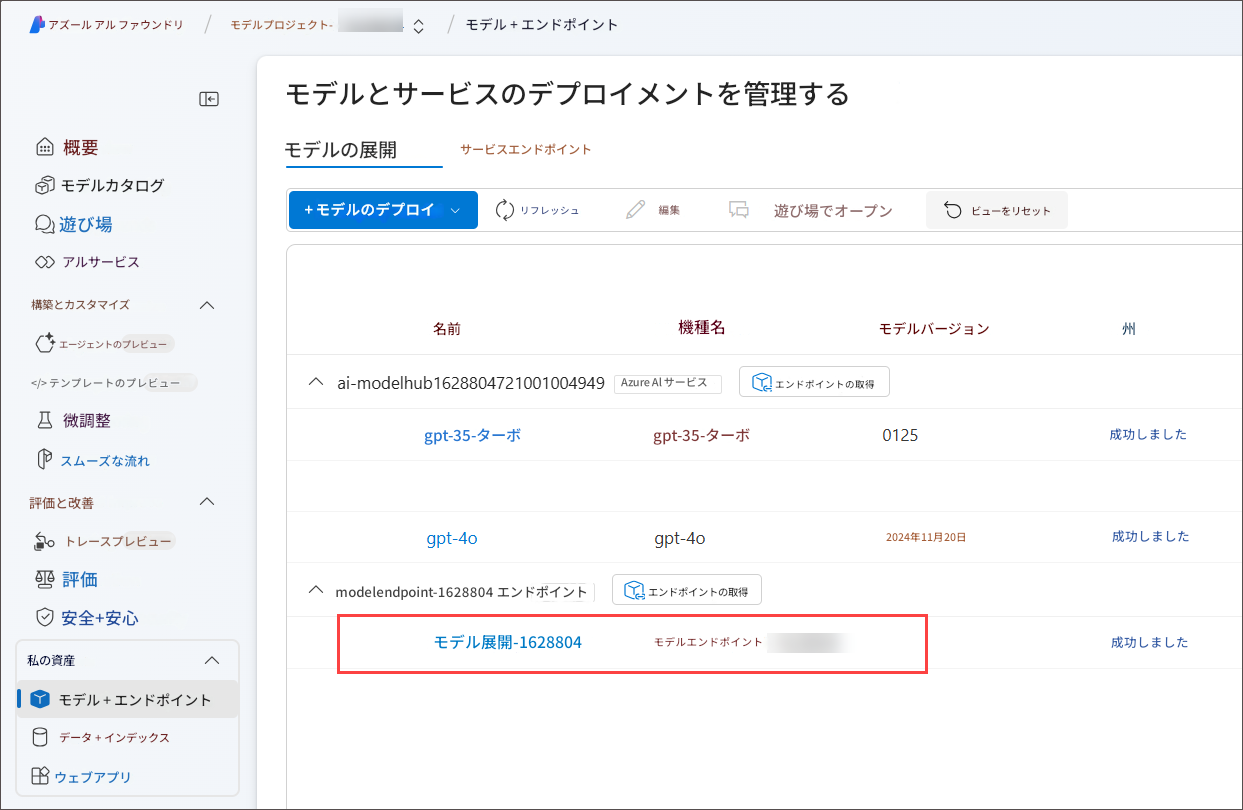 アズール アル ファウンドリ / モデルプロジェクト- / モデル + エンドポイント
モデルとサービスのデプロイメントを管理する
モデルの展開 サービスエンドポイント
+ モデルのデプロイ リフレッシュ 編集 遊び場でオープン ビューをリセット
概要
モデルカタログ
遊び場
アルサービス
構築とカスタマイズ
エージェントのプレビュー
</> テンプレートのプレビュー
微調整
スムーズな流れ
評価と改善
トレースプレビュー
評価
安全+安心
私の資産
モデル + エンドポイント
データ + インデックス
ウェブアプリ
名前 機種名 モデルバージョン 州
ai-modelhub1628804721001004949 Azure AI サービス エンドポイントの取得
gpt-35-ターボ gpt-35-ターボ 0125 成功しました
gpt-4o gpt-4o 2024年11月20日 成功しました
modelendpoint-1628804 エンドポイント エンドポイントの取得
モデル展開-1628804 モデルエンドポイント 成功しました